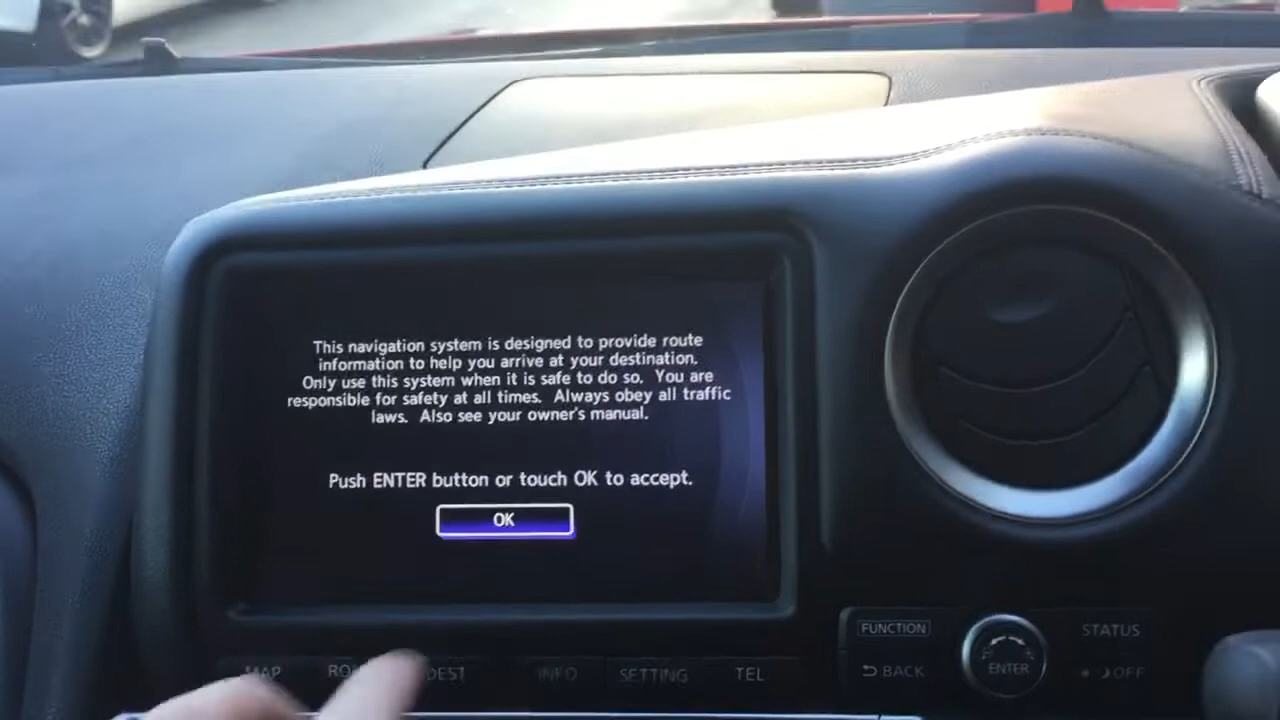 This navigation system is designed to provide route
information to help you arrive at your destination.
Only use this system when it is safe to do so. You are
responsible for safety at all times. Always obey all traffic
laws. Also see your owner's manual.
Push ENTER button or touch OK to accept.
OK
FUNCTION
STATUS
BACK
ENTER
OFF
MAP
DEST
INFO
SETTING
TEL